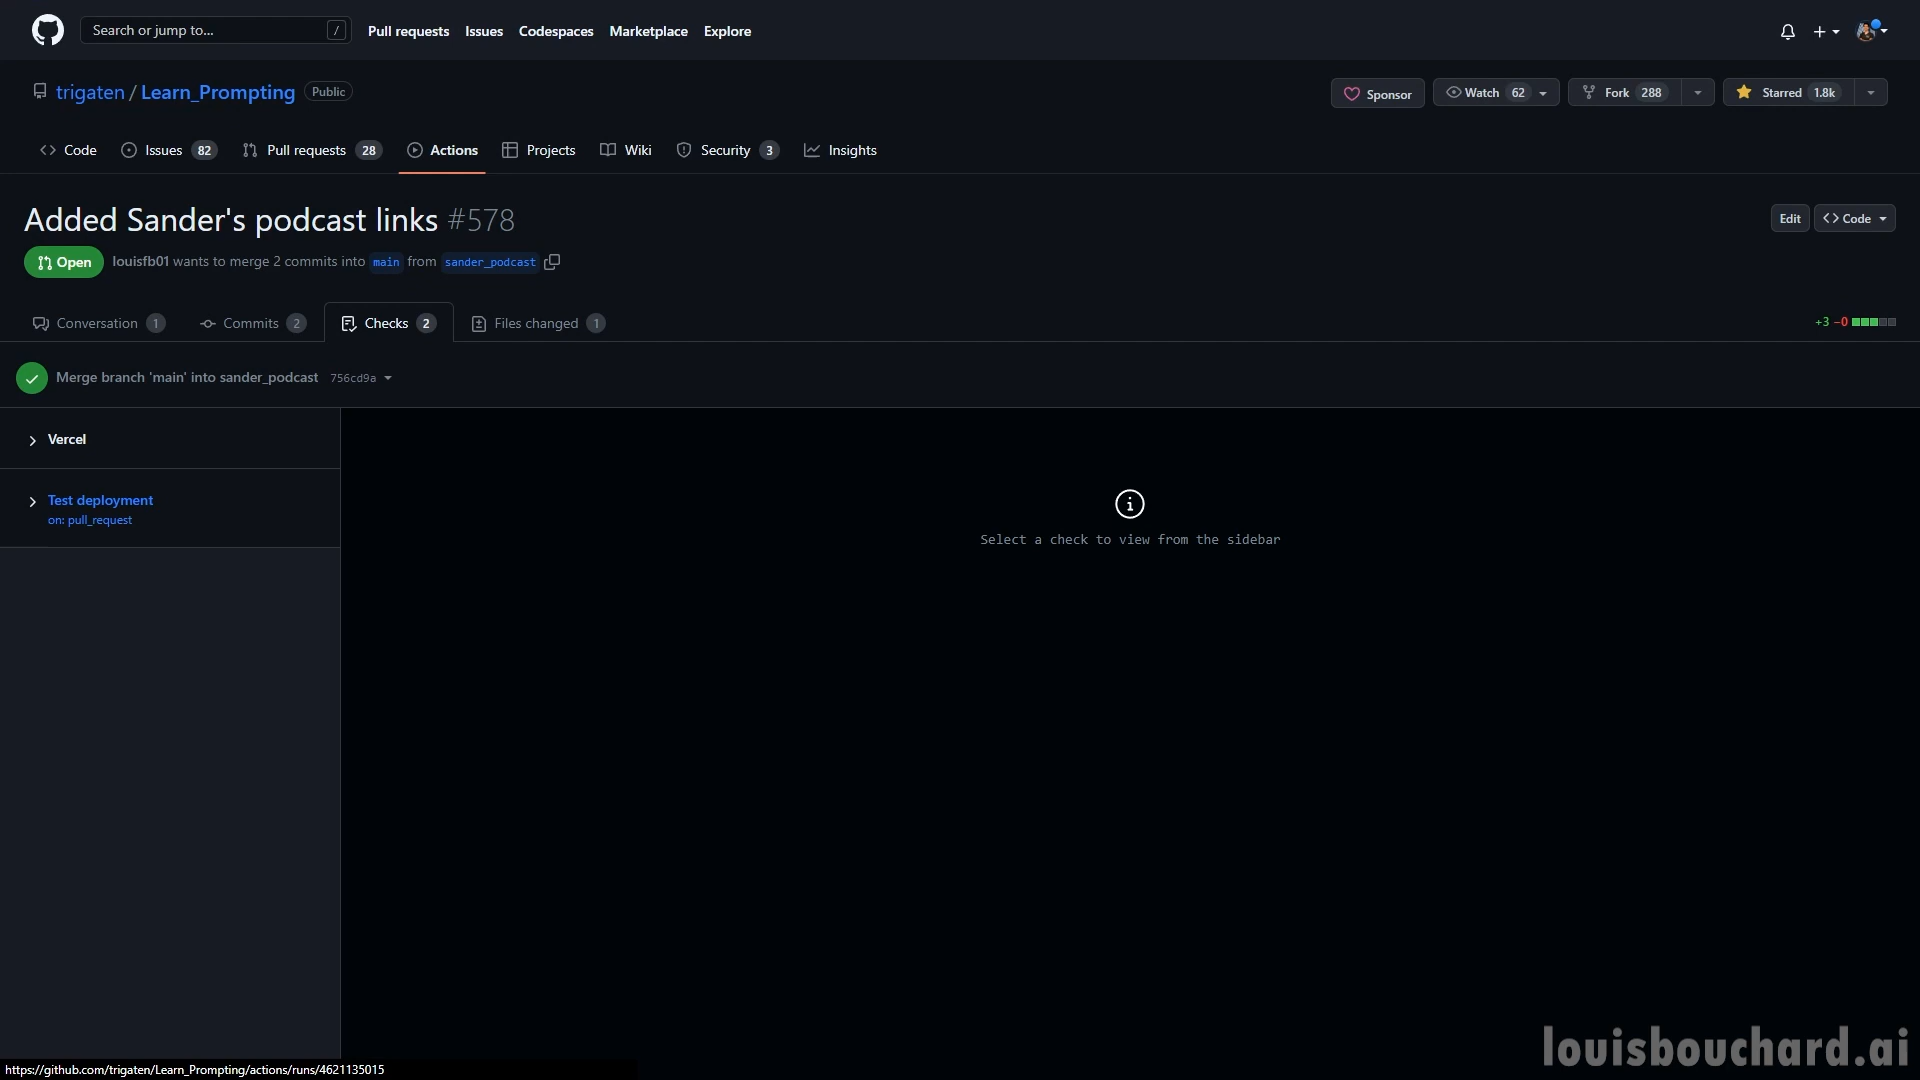 Search or jump to... /
Pull requests Issues Codespaces Marketplace Explore
trigaten / Learn_Prompting Public
Sponsor Watch 62 Fork 288 Starred 1.8k
Code Issues 82 Pull requests 28 Actions Projects Wiki Security 3 Insights
Added Sander's podcast links #578
Edit Code
Open louisfb01 wants to merge 2 commits into main from sander_podcast
Conversation 1 Commits 2 Checks 2 Files changed 1
+3 −0
Merge branch 'main' into sander_podcast 756cd9a
Vercel
Test deployment
on: pull_request
Select a check to view from the sidebar
louisbouchard.ai
https://github.com/trigaten/Learn_Prompting/actions/runs/4621135015